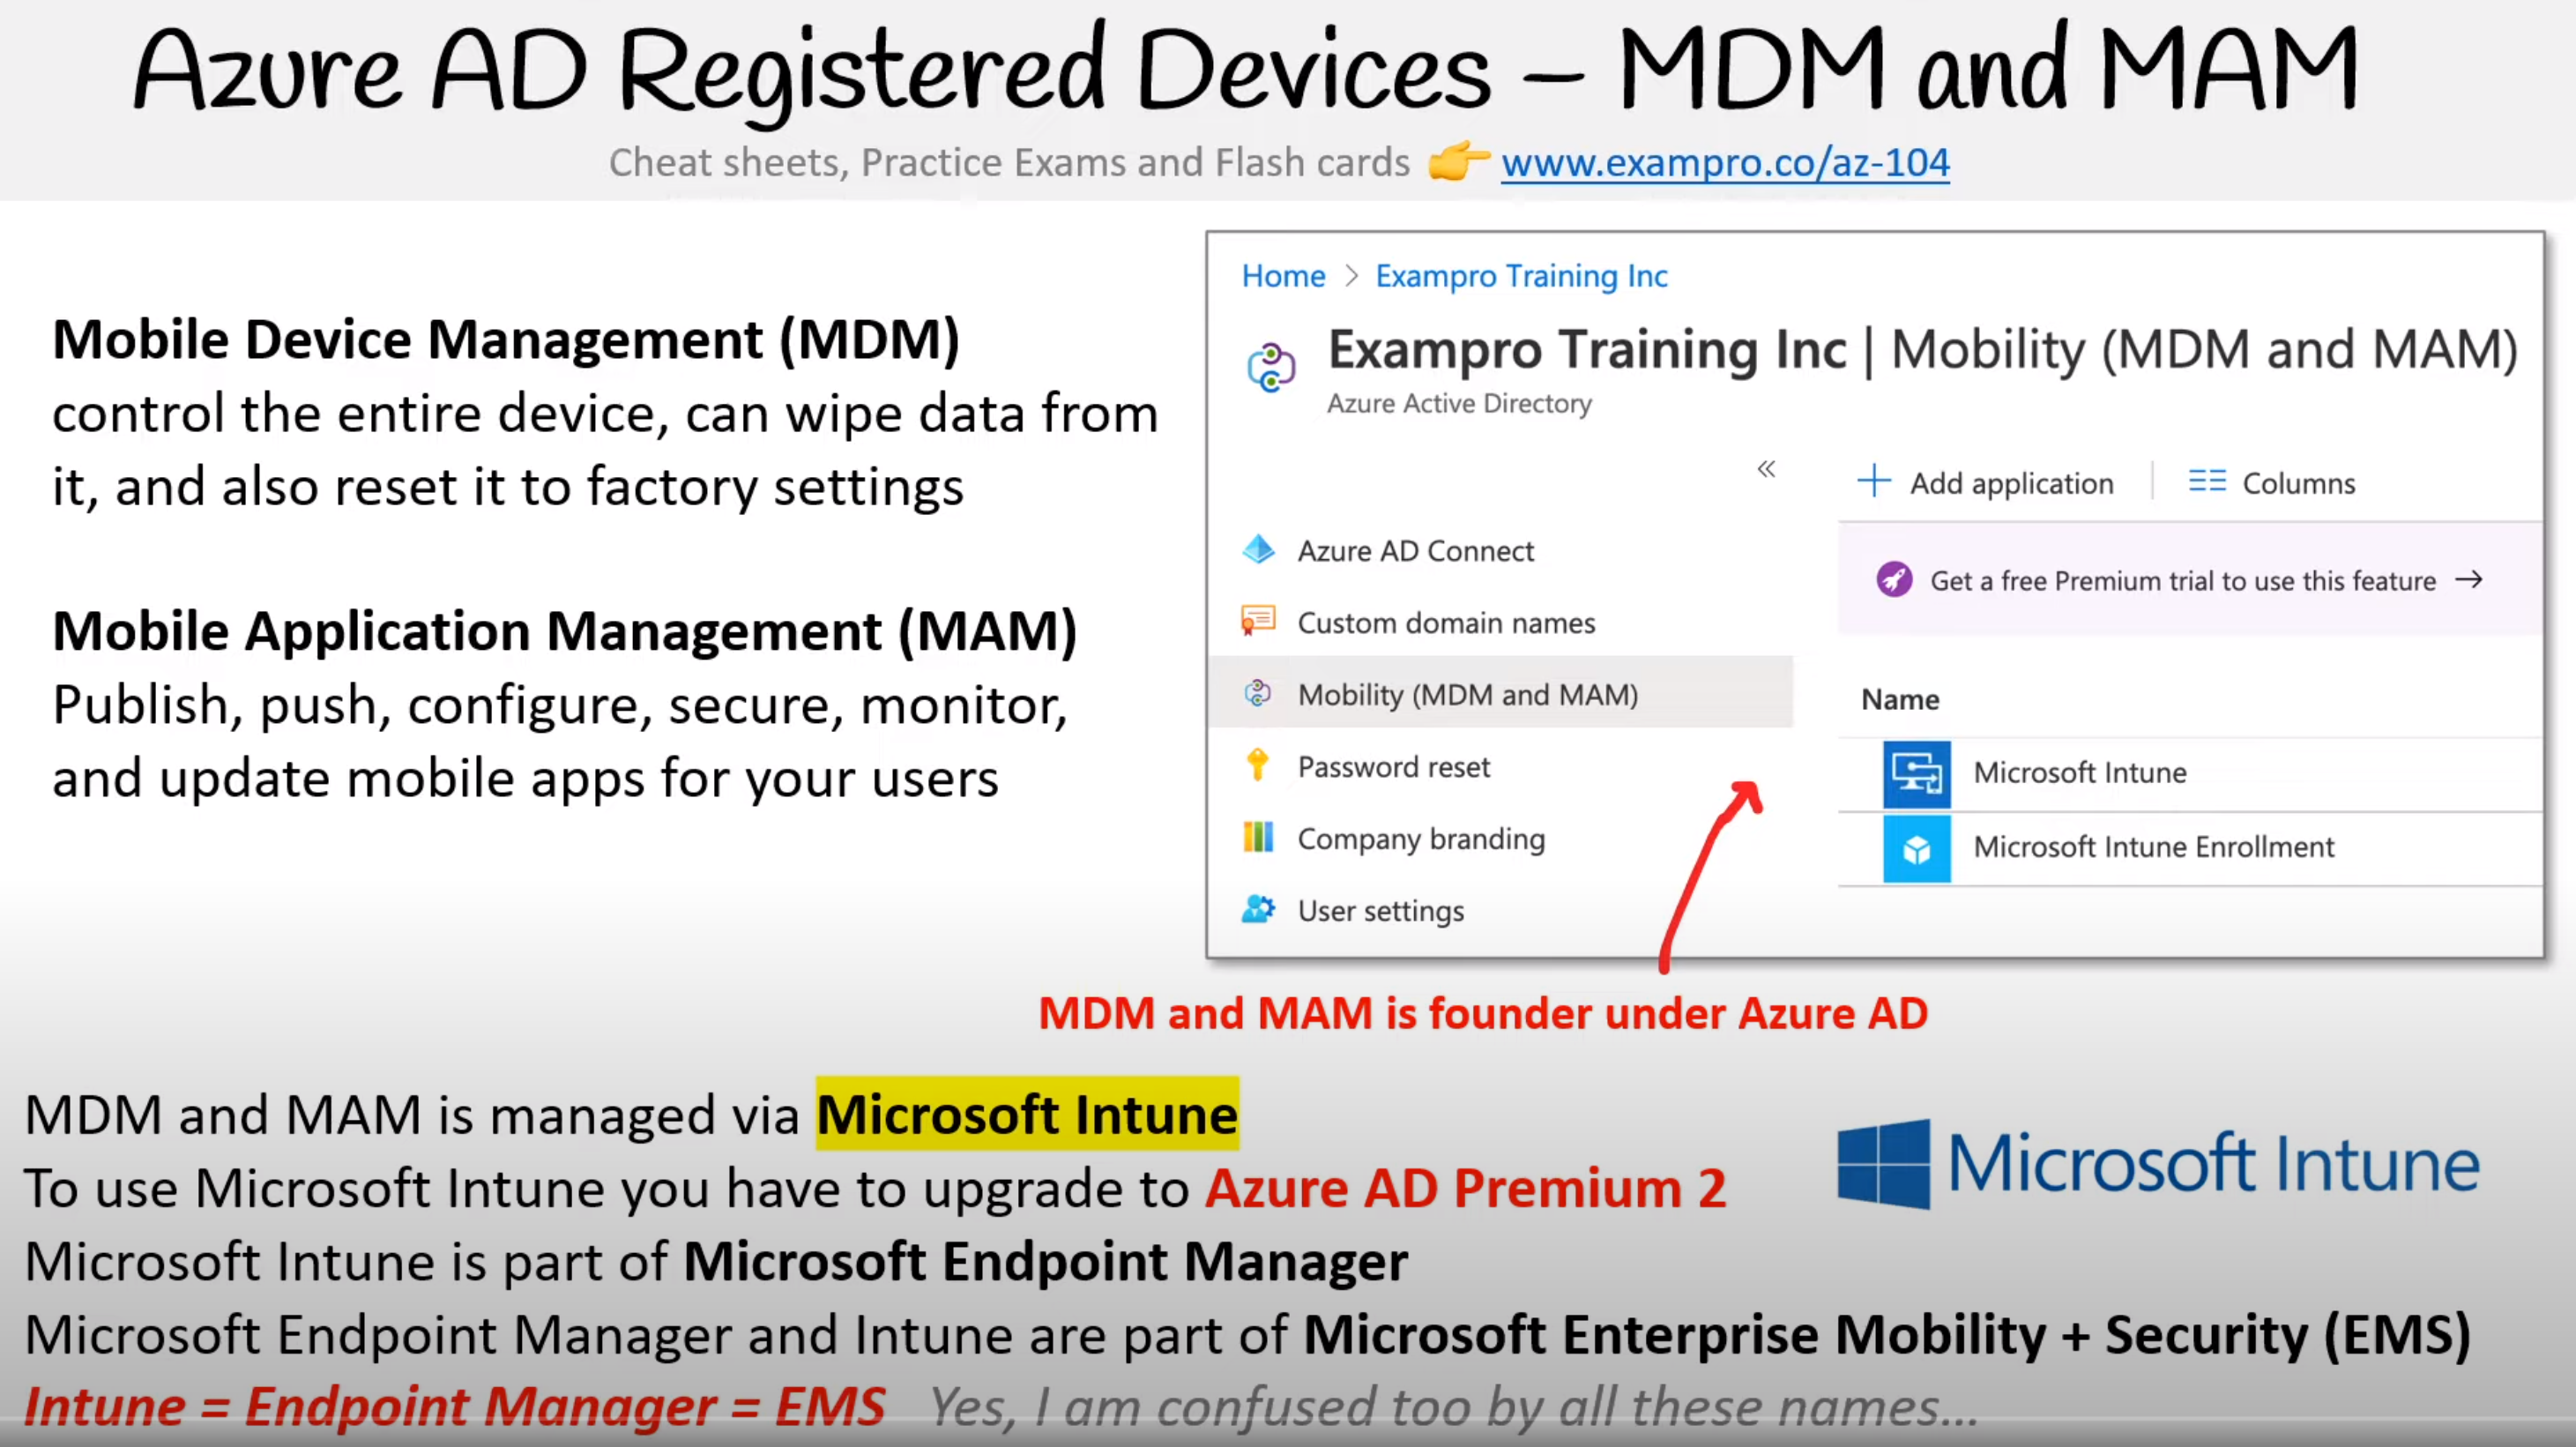 Azure AD Registered Devices – MDM and MAM
Cheat sheets, Practice Exams and Flash cards 👉 www.exampro.co/az-104
Mobile Device Management (MDM)
control the entire device, can wipe data from
it, and also reset it to factory settings
Mobile Application Management (MAM)
Publish, push, configure, secure, monitor,
and update mobile apps for your users
Home > Exampro Training Inc
Exampro Training Inc | Mobility (MDM and MAM)
Azure Active Directory
«
Azure AD Connect
Custom domain names
Mobility (MDM and MAM)
Password reset
Company branding
User settings
+ Add application | Columns
Get a free Premium trial to use this feature →
Name
Microsoft Intune
Microsoft Intune Enrollment
MDM and MAM is founder under Azure AD
MDM and MAM is managed via Microsoft Intune
To use Microsoft Intune you have to upgrade to Azure AD Premium 2
Microsoft Intune is part of Microsoft Endpoint Manager
Microsoft Endpoint Manager and Intune are part of Microsoft Enterprise Mobility + Security (EMS)
Intune = Endpoint Manager = EMS Yes, I am confused too by all these names...
Microsoft Intune